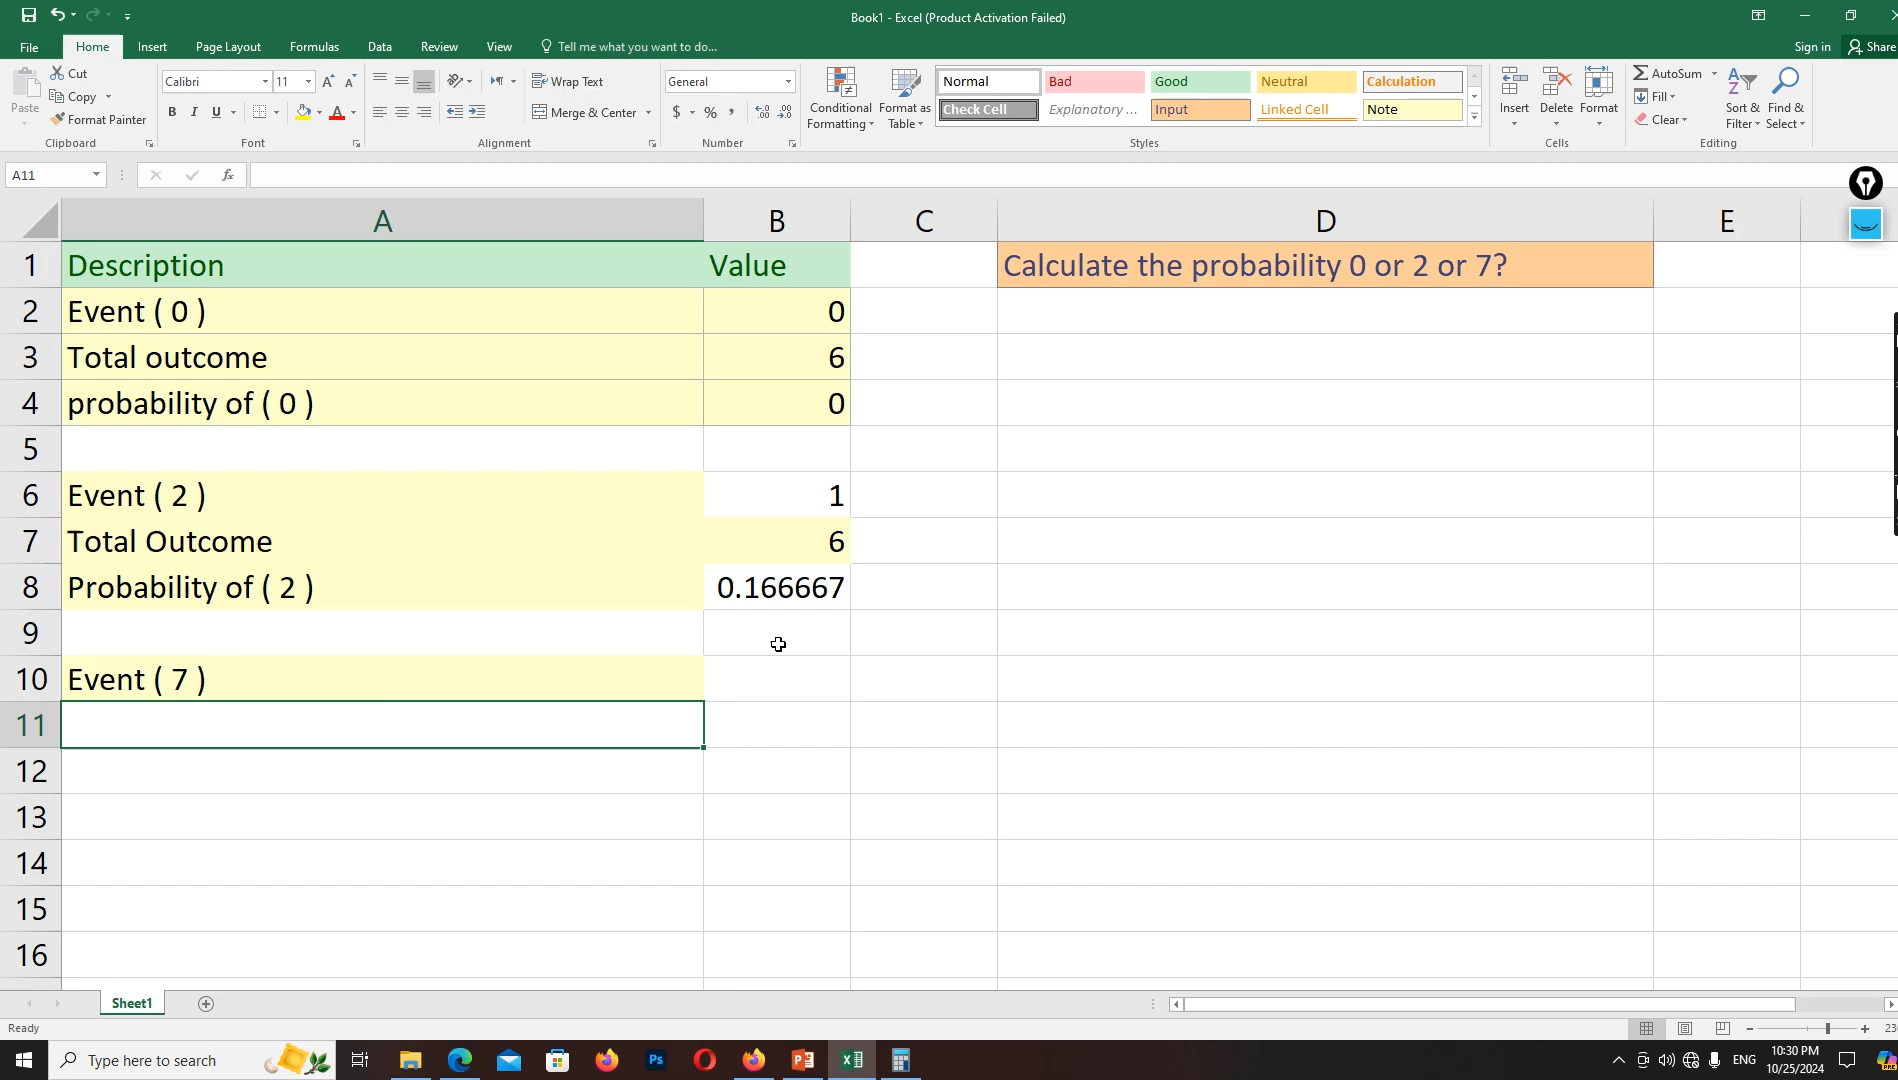 Book1 - Excel (Product Activation Failed)
File Home Insert Page Layout Formulas Data Review View Tell me what you want to do... Sign in Share
Cut
Copy
Format Painter
Paste
Clipboard
Calibri 11
B I U
Font
Wrap Text
Merge & Center
Alignment
General
$ % ,
Number
Conditional Formatting
Format as Table
Normal Bad Good Neutral Calculation
Check Cell Explanatory ... Input Linked Cell Note
Styles
Insert Delete Format
Cells
AutoSum
Fill
Clear
Sort & Filter
Find & Select
Editing
A11
fx
A B C D E
1 Description Value Calculate the probability 0 or 2 or 7?
2 Event ( 0 ) 0
3 Total outcome 6
4 probability of ( 0 ) 0
5
6 Event ( 2 ) 1
7 Total Outcome 6
8 Probability of ( 2 ) 0.166667
9
10 Event ( 7 )
11
12
13
14
15
16
Sheet1
Ready
Type here to search
ENG
10:30 PM
10/25/2024